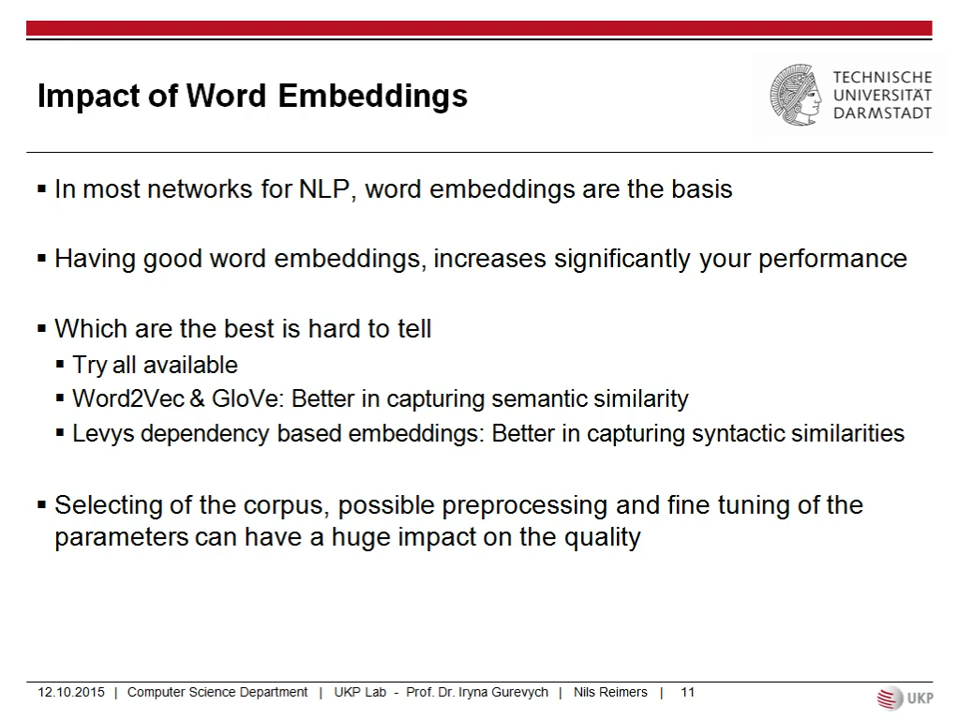 Impact of Word Embeddings
TECHNISCHE
UNIVERSITÄT
DARMSTADT
▪ In most networks for NLP, word embeddings are the basis
▪ Having good word embeddings, increases significantly your performance
▪ Which are the best is hard to tell
▪ Try all available
▪ Word2Vec & GloVe: Better in capturing semantic similarity
▪ Levys dependency based embeddings: Better in capturing syntactic similarities
▪ Selecting of the corpus, possible preprocessing and fine tuning of the
parameters can have a huge impact on the quality
12.10.2015 | Computer Science Department | UKP Lab - Prof. Dr. Iryna Gurevych | Nils Reimers | 11
UKP